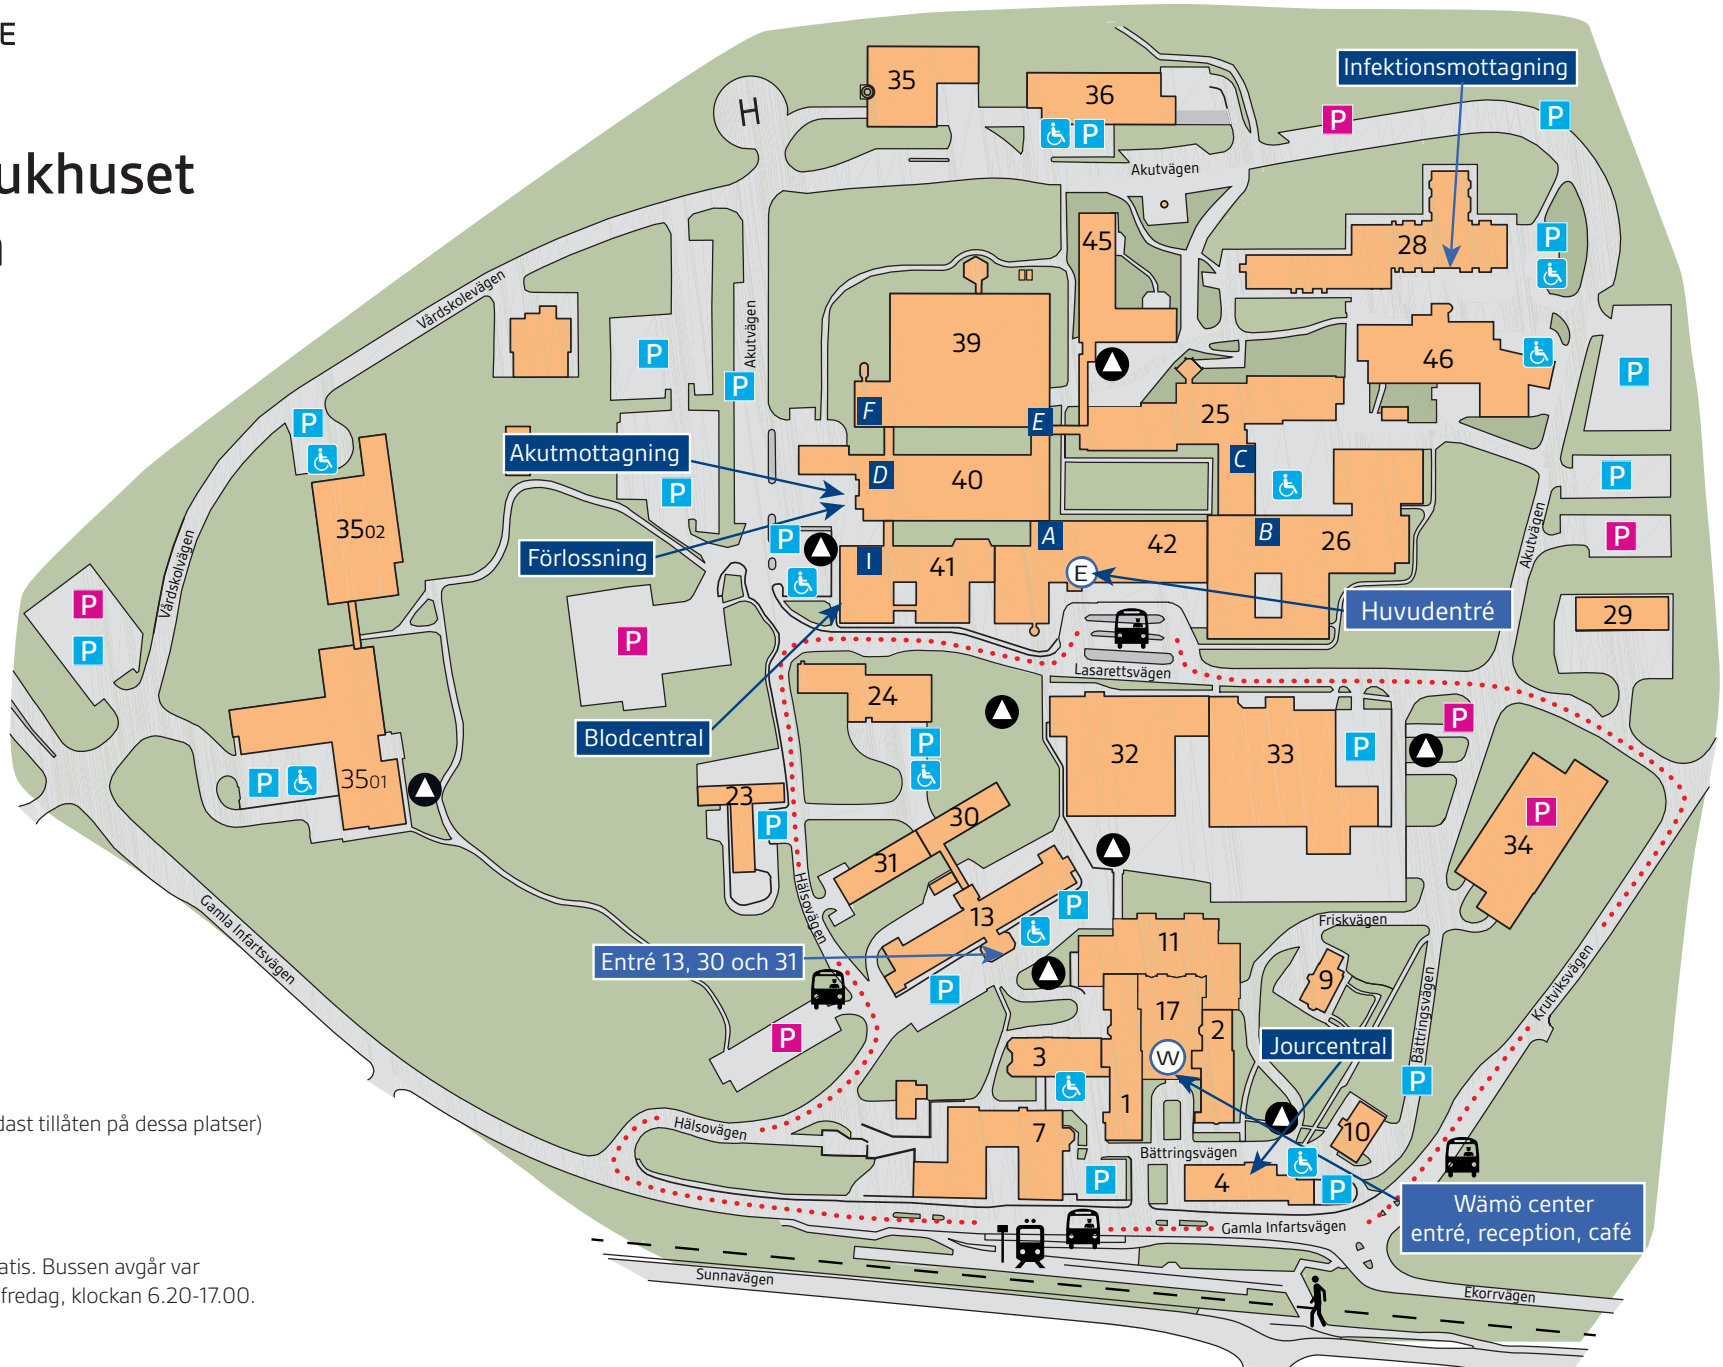 E
ukhuset
H
35
36
Akutvägen
Infektionsmottagning
P
P
P
28
P
45
Vårdskolevägen
Akutvägen
P
P
39
46
P
F
E
25
C
P
P
Akutmottagning
D
40
P
P
3502
Förlossning
P
I
41
A
42
E
B
26
Akutvägen
P
Vårdskolvägen
P
P
P
Blodcentral
Huvudentré
29
Lasarettsvägen
24
P
32
33
P
P
P
3501
23
P
30
31
P
34
Hälsovägen
13
P
Entré 13, 30 och 31
P
11
Friskvägen
9
Gamla Infartsvägen
P
17
2
W
3
1
Jourcentral
Bättringsvägen
Krutviksvägen
P
dast tillåten på dessa platser)
Hälsovägen
7
Bättringsvägen
10
P
4
P
Wämö center
entré, reception, café
Gamla Infartsvägen
atis. Bussen avgår var
fredag, klockan 6.20-17.00.
Sunnavägen
Ekorrvägen